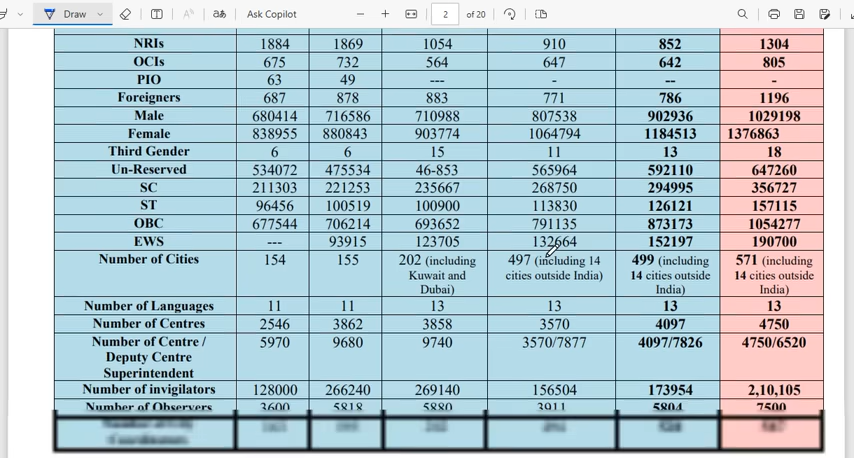 Draw
Ask Copilot
2 of 20
NRIs 1884 1869 1054 910 852 1304
OCIs 675 732 564 647 642 805
PIO 63 49 --- - -- -
Foreigners 687 878 883 771 786 1196
Male 680414 716586 710988 807538 902936 1029198
Female 838955 880843 903774 1064794 1184513 1376863
Third Gender 6 6 15 11 13 18
Un-Reserved 534072 475534 46-853 565964 592110 647260
SC 211303 221253 235667 268750 294995 356727
ST 96456 100519 100900 113830 126121 157115
OBC 677544 706214 693652 791135 873173 1054277
EWS --- 93915 123705 132664 152197 190700
Number of Cities 154 155 202 (including 497 (including 14 499 (including 571 (including
Kuwait and cities outside India) 14 cities outside 14 cities outside
Dubai) India) India)
Number of Languages 11 11 13 13 13 13
Number of Centres 2546 3862 3858 3570 4097 4750
Number of Centre / 5970 9680 9740 3570/7877 4097/7826 4750/6520
Deputy Centre
Superintendent
Number of invigilators 128000 266240 269140 156504 173954 2,10,105
Number of Observers 3600 5818 5880 3911 5804 7500